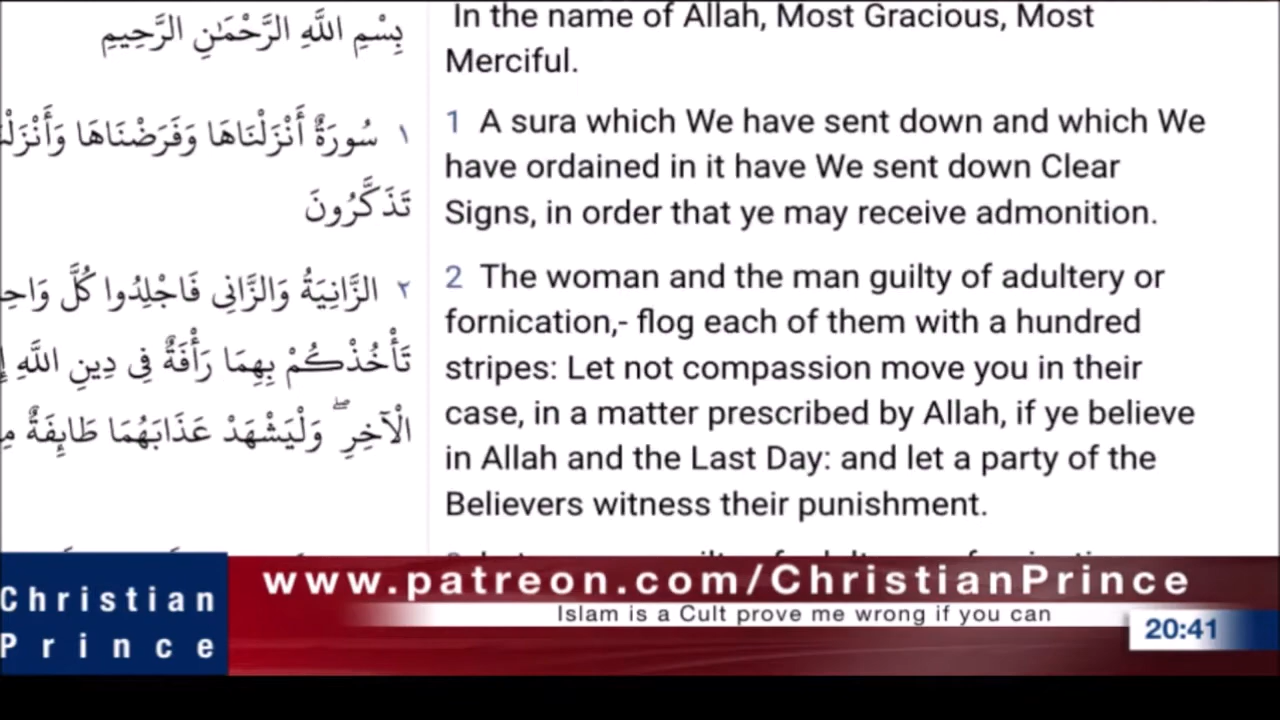 بِسْمِ اللَّهِ الرَّحْمَٰنِ الرَّحِيمِ
١ سُورَةٌ أَنْزَلْنَاهَا وَفَرَضْنَاهَا
تَذَكَّرُونَ
٢ الزَّانِيَةُ وَالزَّانِي فَاجْلِدُوا كُلَّ
تَأْخُذْكُمْ بِهِمَا رَأْفَةٌ فِي دِينِ اللَّهِ
الْآخِرِ ۖ وَلْيَشْهَدْ عَذَابَهُمَا طَائِفَةٌ
In the name of Allah, Most Gracious, Most
Merciful.
1 A sura which We have sent down and which We
have ordained in it have We sent down Clear
Signs, in order that ye may receive admonition.
2 The woman and the man guilty of adultery or
fornication,- flog each of them with a hundred
stripes: Let not compassion move you in their
case, in a matter prescribed by Allah, if ye believe
in Allah and the Last Day: and let a party of the
Believers witness their punishment.
Christian
Prince
www.patreon.com/ChristianPrince
Islam is a Cult prove me wrong if you can
20:41